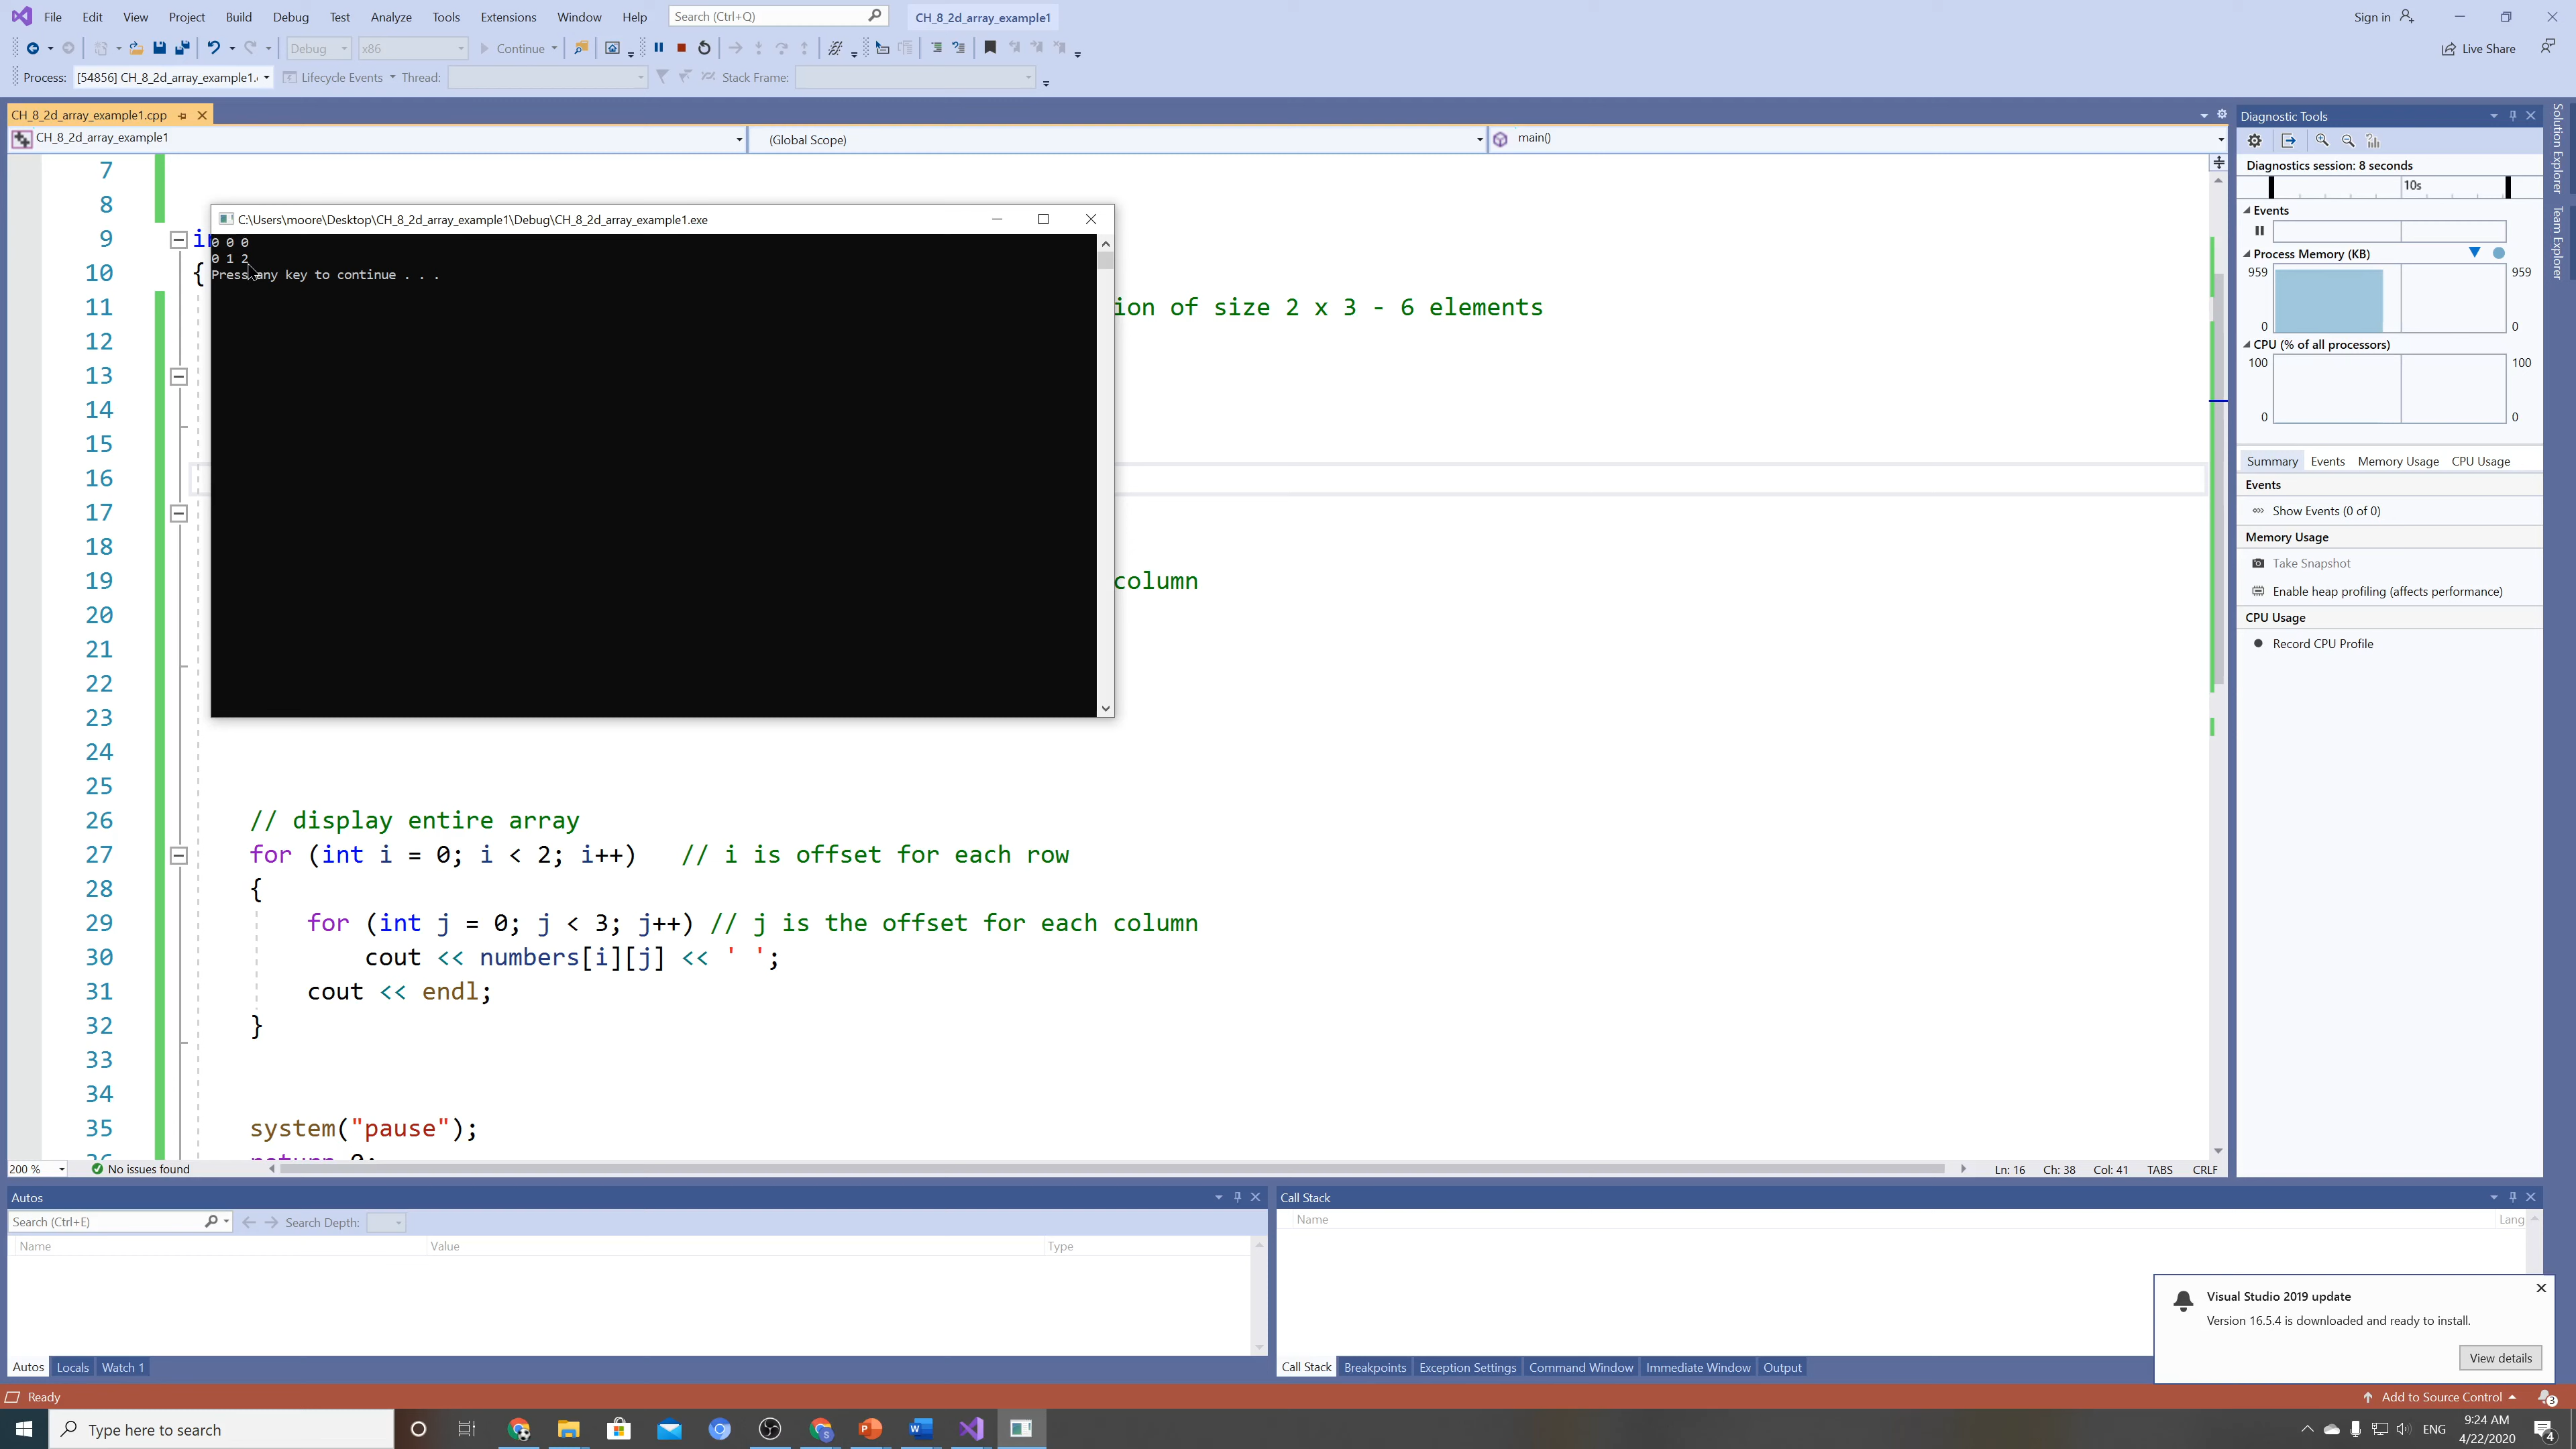 File Edit View Project Build Debug Test Analyze Tools Extensions Window Help Search (Ctrl+Q) CH_8_2d_array_example1 Sign in
Debug x86 Continue Live Share
Process: [54856] CH_8_2d_array_example1. Lifecycle Events Thread: Stack Frame:
CH_8_2d_array_example1.cpp
CH_8_2d_array_example1 (Global Scope) main()
7
8
C:\Users\moore\Desktop\CH_8_2d_array_example1\Debug\CH_8_2d_array_example1.exe
9
0 0 0
0 1 2
10 {
Press any key to continue . . .
11 ion of size 2 x 3 - 6 elements
12
13
14
15
16
17
18
19 column
20
21
22
23
24
25
26 // display entire array
27 for (int i = 0; i < 2; i++) // i is offset for each row
28 {
29 for (int j = 0; j < 3; j++) // j is the offset for each column
30 cout << numbers[i][j] << ' ';
31 cout << endl;
32 }
33
34
35 system("pause");
200 % No issues found Ln: 16 Ch: 38 Col: 41 TABS CRLF
Diagnostic Tools
Diagnostics session: 8 seconds
10s
Events
Process Memory (KB)
959 959
0 0
CPU (% of all processors)
100 100
0 0
Summary Events Memory Usage CPU Usage
Events
Show Events (0 of 0)
Memory Usage
Take Snapshot
Enable heap profiling (affects performance)
CPU Usage
Record CPU Profile
Solution Explorer
Team Explorer
Autos
Search (Ctrl+E) Search Depth:
Name Value Type
Autos Locals Watch 1
Call Stack
Name Lang
Call Stack Breakpoints Exception Settings Command Window Immediate Window Output
Visual Studio 2019 update
Version 16.5.4 is downloaded and ready to install.
View details
Ready Add to Source Control 3
Type here to search ENG 9:24 AM
4/22/2020 4